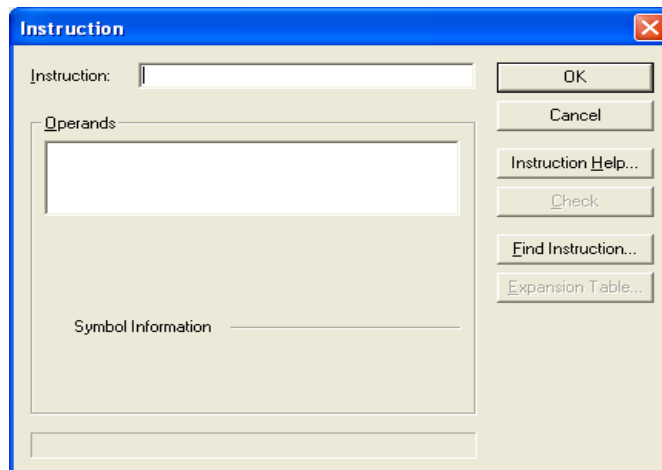 Instruction
Instruction:
OK
Cancel
Operands
Instruction Help...
Check
Find Instruction...
Expansion Table...
Symbol Information